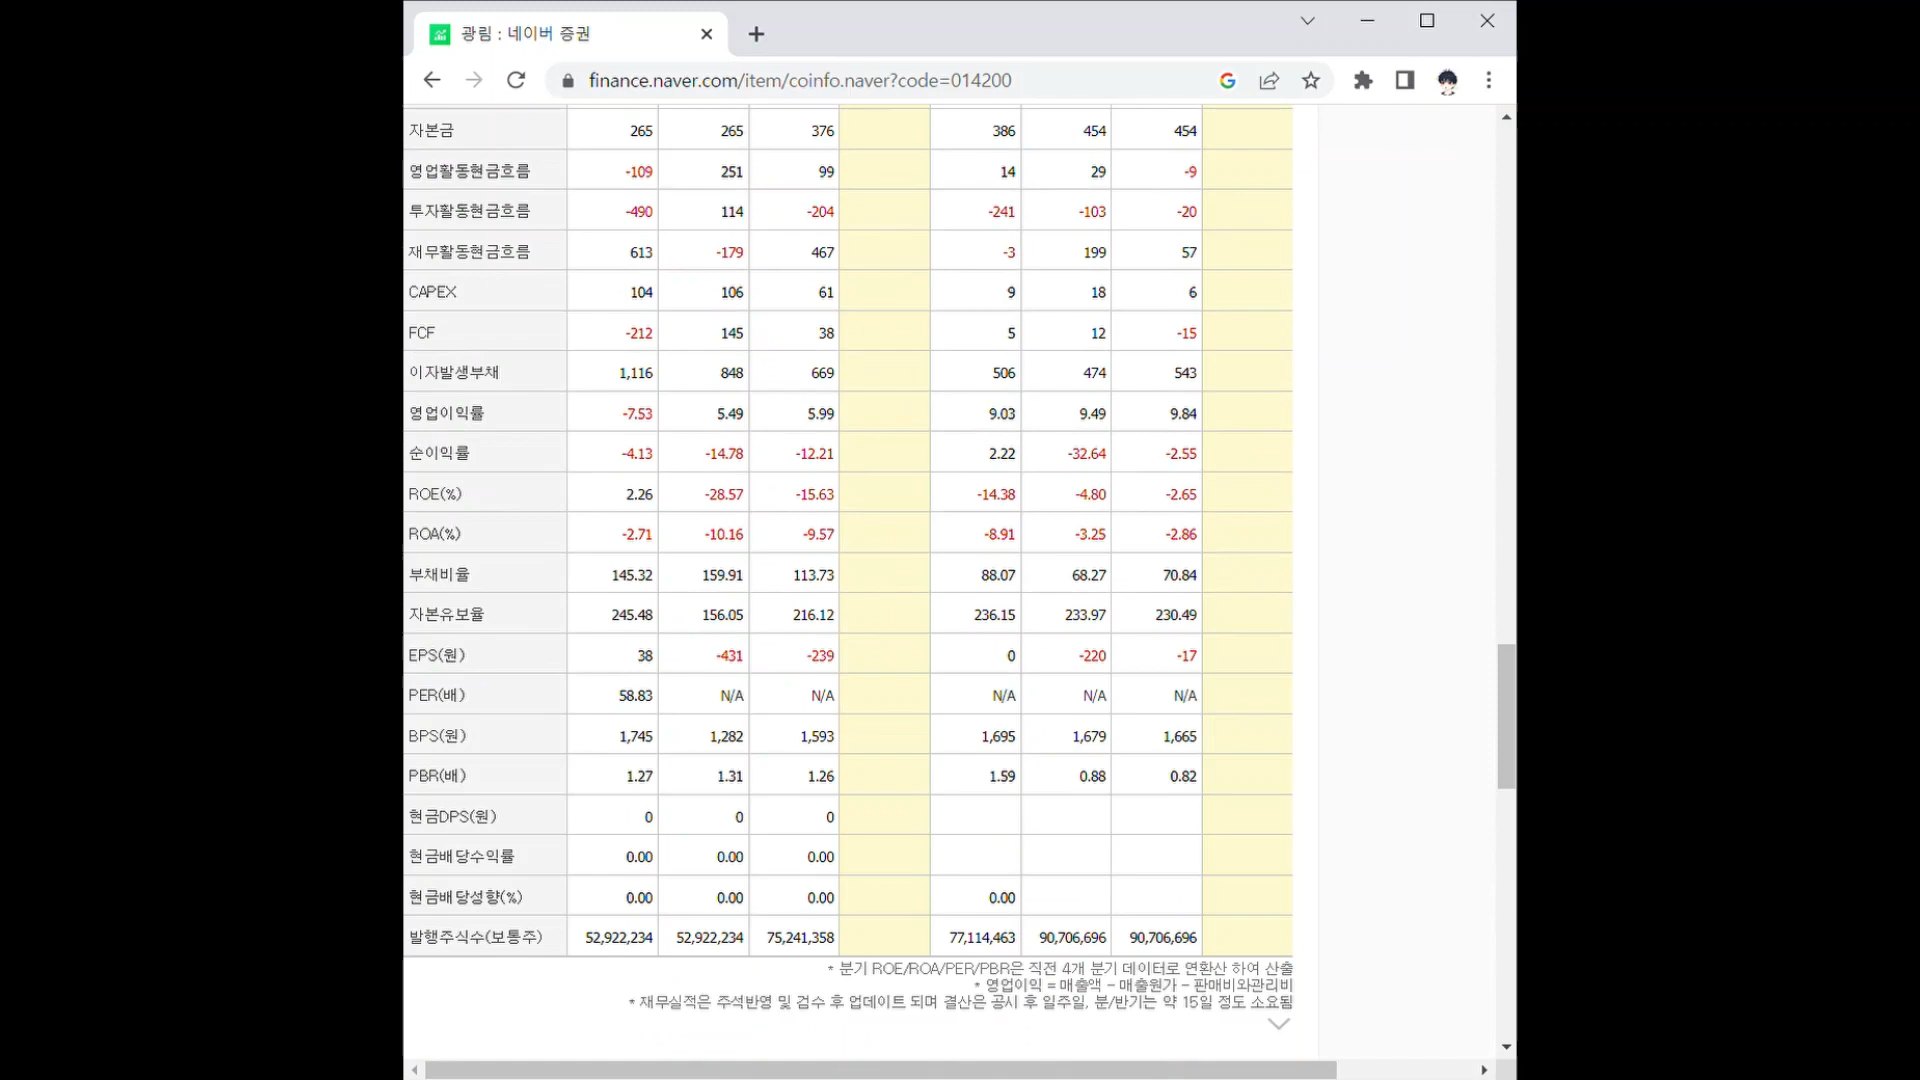 광림 : 네이버 증권
finance.naver.com/item/coinfo.naver?code=014200
자본금 265 265 376 386 454 454
영업활동현금흐름 -109 251 99 14 29 -9
투자활동현금흐름 -490 114 -204 -241 -103 -20
재무활동현금흐름 613 -179 467 -3 199 57
CAPEX 104 106 61 9 18 6
FCF -212 145 38 5 12 -15
이자발생부채 1,116 848 669 506 474 543
영업이익률 -7.53 5.49 5.99 9.03 9.49 9.84
순이익률 -4.13 -14.78 -12.21 2.22 -32.64 -2.55
ROE(%) 2.26 -28.57 -15.63 -14.38 -4.80 -2.65
ROA(%) -2.71 -10.16 -9.57 -8.91 -3.25 -2.86
부채비율 145.32 159.91 113.73 88.07 68.27 70.84
자본유보율 245.48 156.05 216.12 236.15 233.97 230.49
EPS(원) 38 -431 -239 0 -220 -17
PER(배) 58.83 N/A N/A N/A N/A N/A
BPS(원) 1,745 1,282 1,593 1,695 1,679 1,665
PBR(배) 1.27 1.31 1.26 1.59 0.88 0.82
현금DPS(원) 0 0 0
현금배당수익률 0.00 0.00 0.00
현금배당성향(%) 0.00 0.00 0.00 0.00
발행주식수(보통주) 52,922,234 52,922,234 75,241,358 77,114,463 90,706,696 90,706,696
* 분기 ROE/ROA/PER/PBR은 직전 4개 분기 데이터로 연환산 하여 산출
* 영업이익 = 매출액 - 매출원가 - 판매비와관리비
* 재무실적은 주석반영 및 검수 후 업데이트 되며 결산은 공시 후 일주일, 분/반기는 약 15일 정도 소요됨